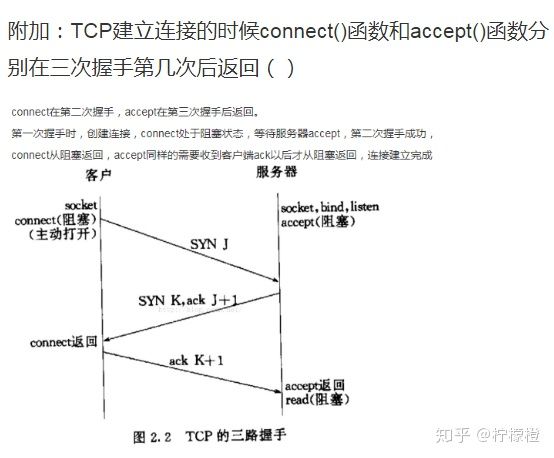 附加：TCP建立连接的时候connect()函数和accept()函数分
别在三次握手第几次后返回（ ）
connect在第二次握手，accept在第三次握手后返回。
第一次握手时，创建连接，connect处于阻塞状态，等待服务器accept，第二次握手成功，
connect从阻塞返回，accept同样的需要收到客户端ack以后才从阻塞返回，连接建立完成
客户
服务器
socket
connect(阻塞)
(主动打开)
socket,bind,listen
accept(阻塞)
SYN J
SYN K,ack J+1
connect返回
ack K+1
accept返回
read(阻塞)
图 2.2 TCP 的三路握手
知乎 @柠檬橙